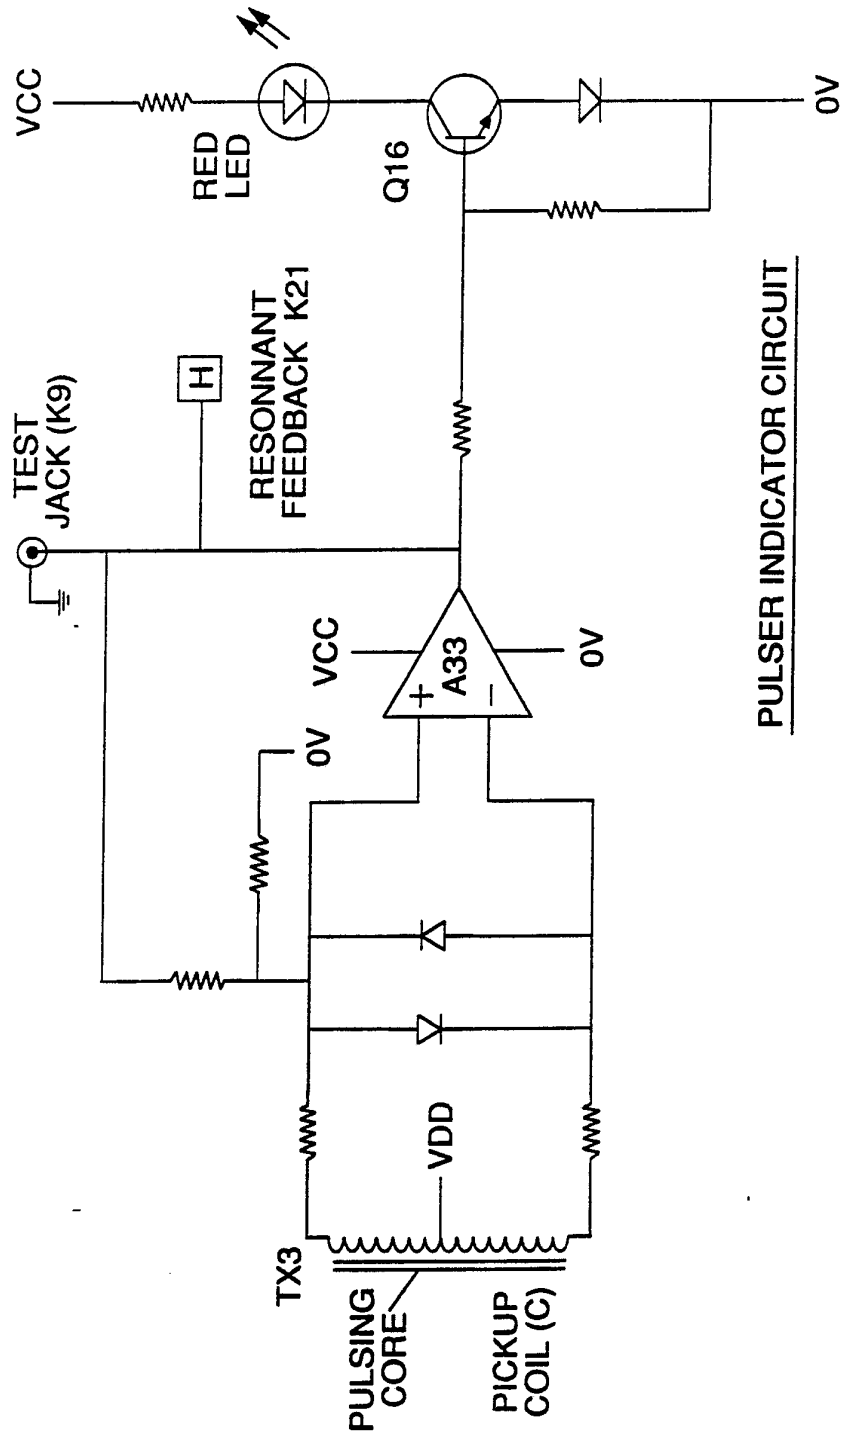 TX3
PULSING
CORE
PICKUP
COIL (C)
VDD
0V
VCC
+
A33
−
0V
TEST
JACK (K9)
H
RESONNANT
FEEDBACK K21
VCC
RED
LED
Q16
0V
PULSER INDICATOR CIRCUIT